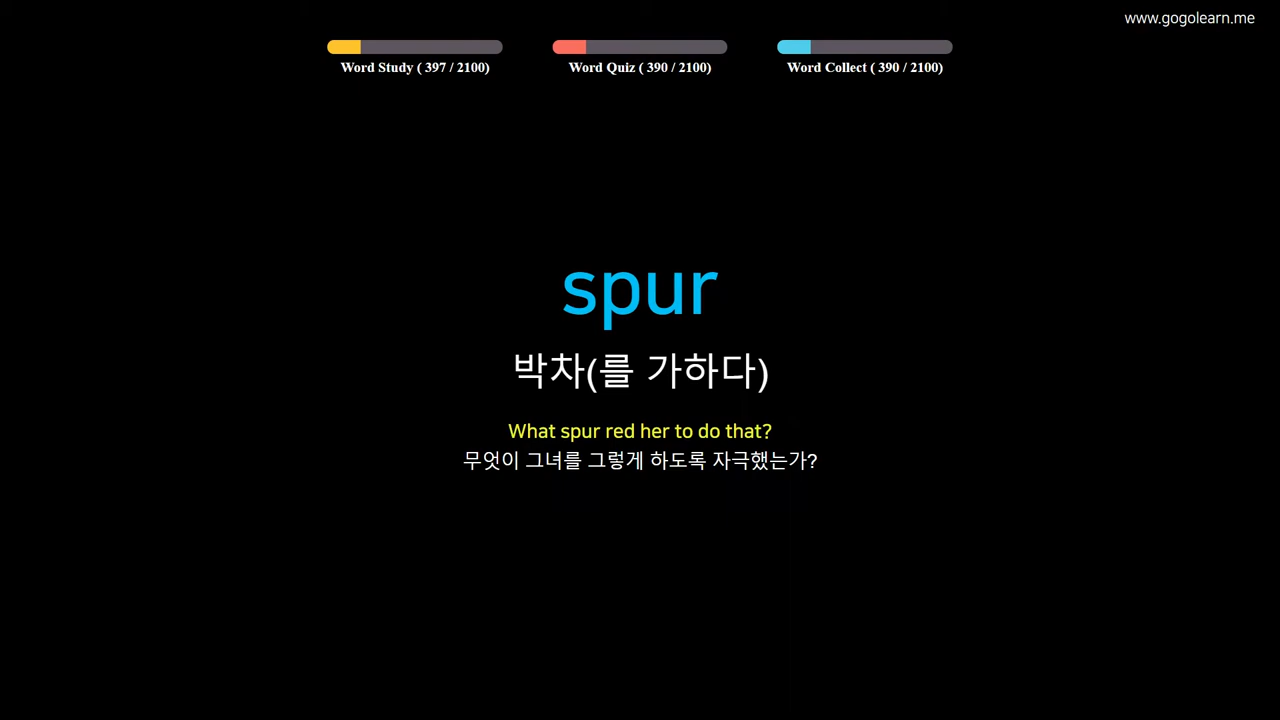 www.gogolearn.me
Word Study ( 397 / 2100)
Word Quiz ( 390 / 2100)
Word Collect ( 390 / 2100)
spur
박차(를 가하다)
What spur red her to do that?
무엇이 그녀를 그렇게 하도록 자극했는가?